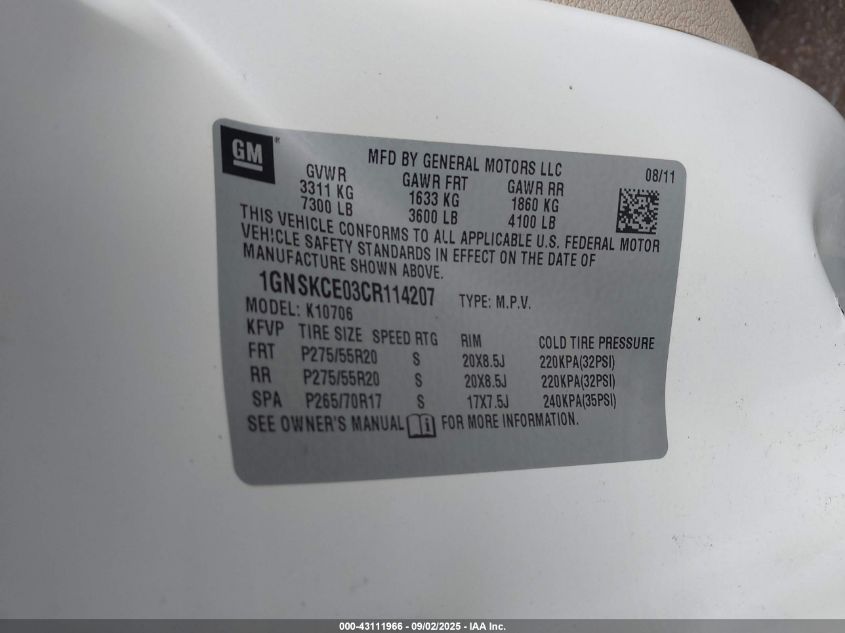 GM
MFD BY GENERAL MOTORS LLC
08/11
GVWR GAWR FRT GAWR RR
3311 KG 1633 KG 1860 KG
7300 LB 3600 LB 4100 LB
THIS VEHICLE CONFORMS TO ALL APPLICABLE U.S. FEDERAL MOTOR
VEHICLE SAFETY STANDARDS IN EFFECT ON THE DATE OF
MANUFACTURE SHOWN ABOVE.
1GNSKCE03CR114207 TYPE: M.P.V.
MODEL: K10706
KFVP TIRE SIZE SPEED RTG RIM COLD TIRE PRESSURE
FRT P275/55R20 S 20X8.5J 220KPA(32PSI)
RR P275/55R20 S 20X8.5J 220KPA(32PSI)
SPA P265/70R17 S 17X7.5J 240KPA(35PSI)
SEE OWNER'S MANUAL FOR MORE INFORMATION.
000-43111966 - 09/02/2025 - IAA Inc.